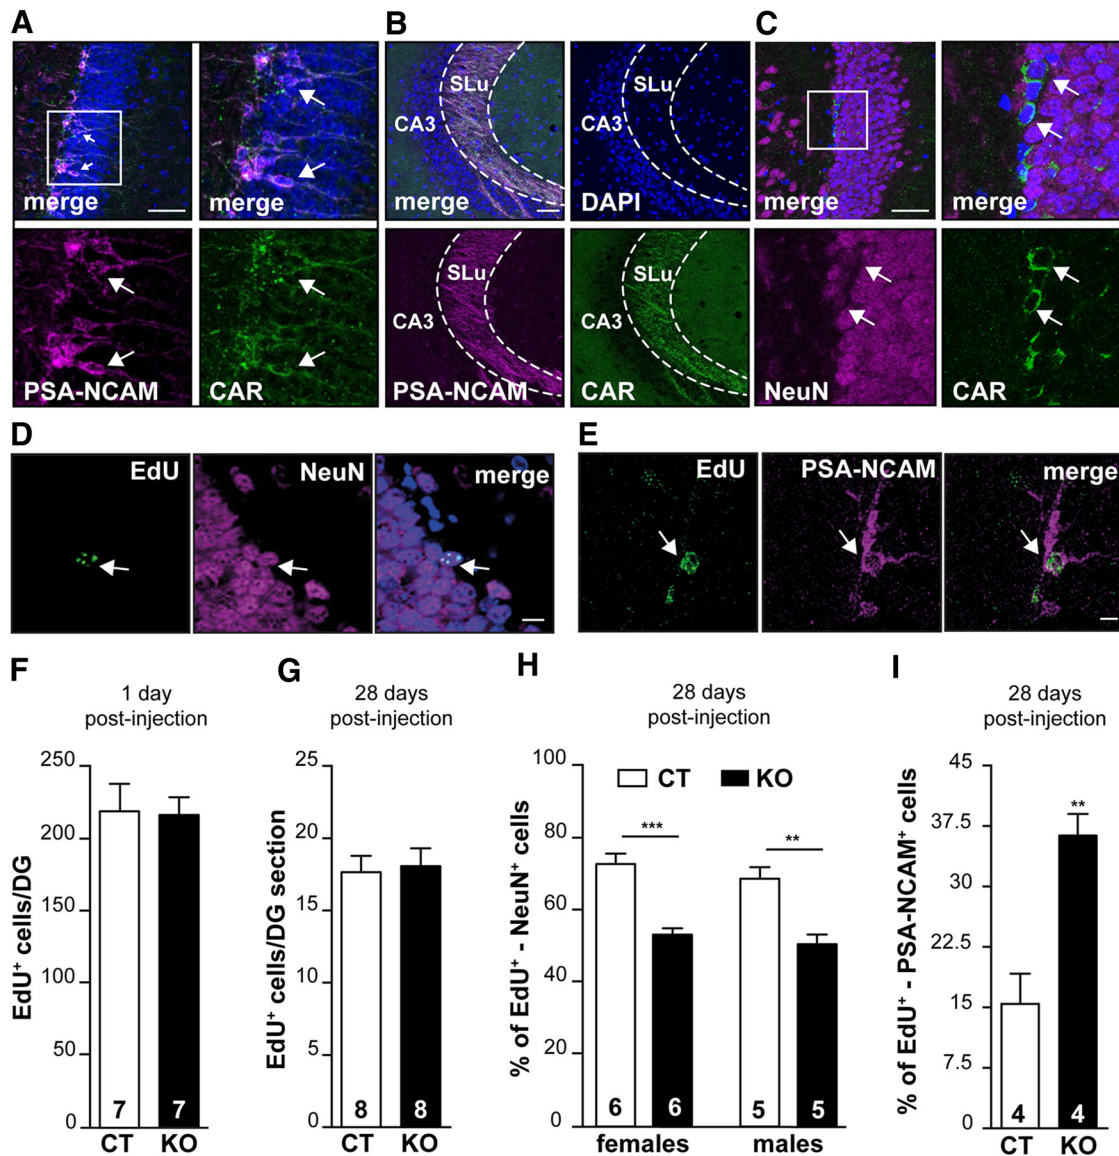 A
B
C
merge
merge
PSA-NCAM
CAR
SLu
CA3
merge
SLu
CA3
DAPI
SLu
CA3
PSA-NCAM
SLu
CA3
CAR
merge
merge
NeuN
CAR
D
EdU
NeuN
merge
E
EdU
PSA-NCAM
merge
F
1 day
post-injection
EdU⁺ cells/DG
250
200
150
100
50
0
7
7
CT
KO
G
28 days
post-injection
EdU⁺ cells/DG section
25
20
15
10
5
0
8
8
CT
KO
H
28 days
post-injection
% of EdU⁺ - NeuN⁺ cells
100
80
60
40
20
0
CT
KO
***
**
6
6
5
5
females
males
I
28 days
post-injection
% of EdU⁺ - PSA-NCAM⁺ cells
45
37.5
30
22.5
15
7.5
0
**
4
4
CT
KO